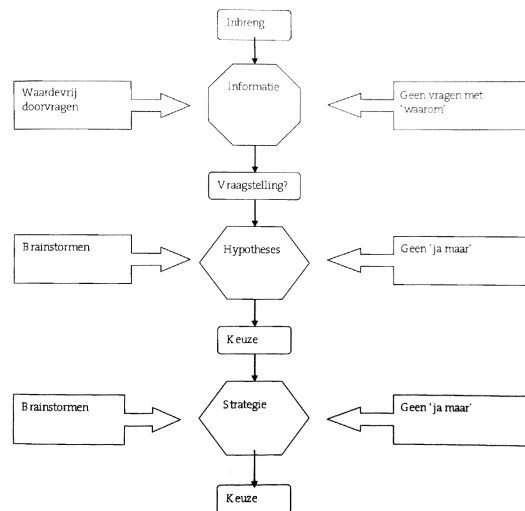 Inbreng
Waardevrij
doorvragen
Informatie
Geen vragen met
'waarom'
Vraagstelling?
Brainstormen
Hypotheses
Geen 'ja maar'
Keuze
Brainstormen
Strategie
Geen 'ja maar'
Keuze